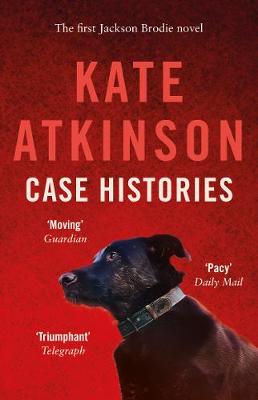 The first Jackson Brodie novel
KATE
ATKINSON
CASE HISTORIES
'Moving'
Guardian
'Pacy'
Daily Mail
'Triumphant'
Telegraph